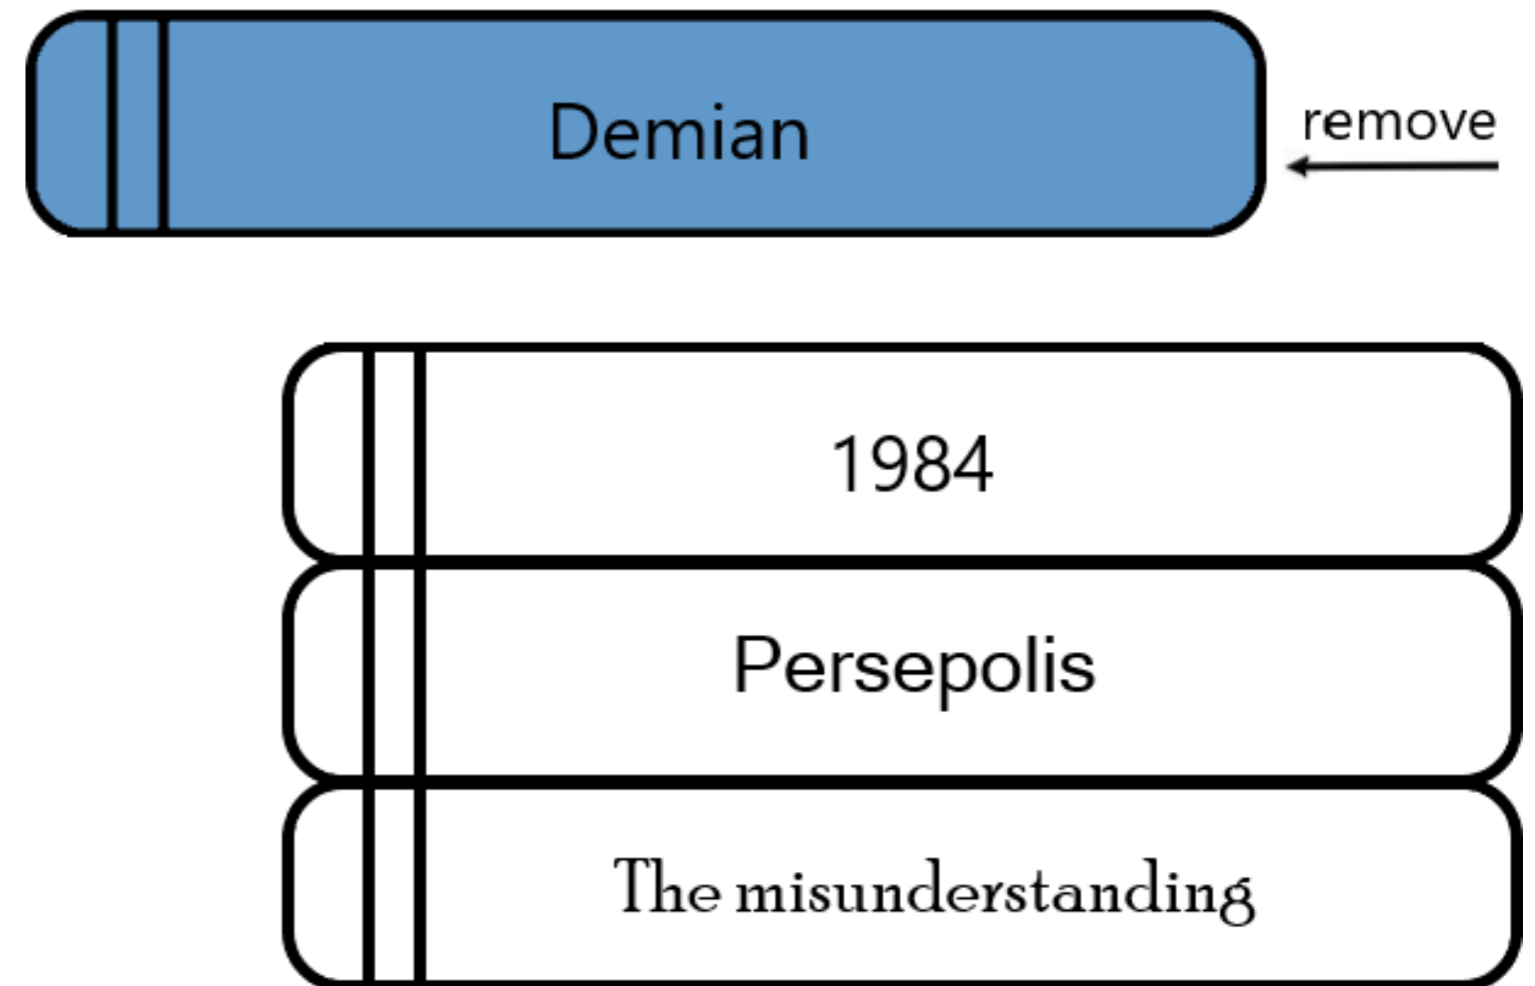 Demian
remove
1984
Persepolis
The misunderstanding